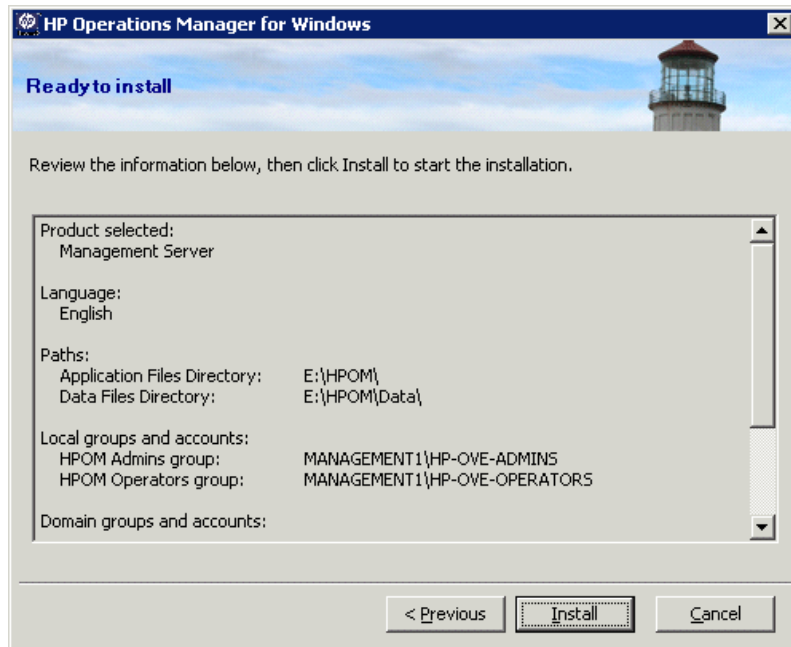 HP Operations Manager for Windows
Ready to install
Review the information below, then click Install to start the installation.
Product selected:
Management Server
Language:
English
Paths:
Application Files Directory: E:\HPOM\
Data Files Directory: E:\HPOM\Data\
Local groups and accounts:
HPOM Admins group: MANAGEMENT1\HP-OVE-ADMINS
HPOM Operators group: MANAGEMENT1\HP-OVE-OPERATORS
Domain groups and accounts:
< Previous Install Cancel